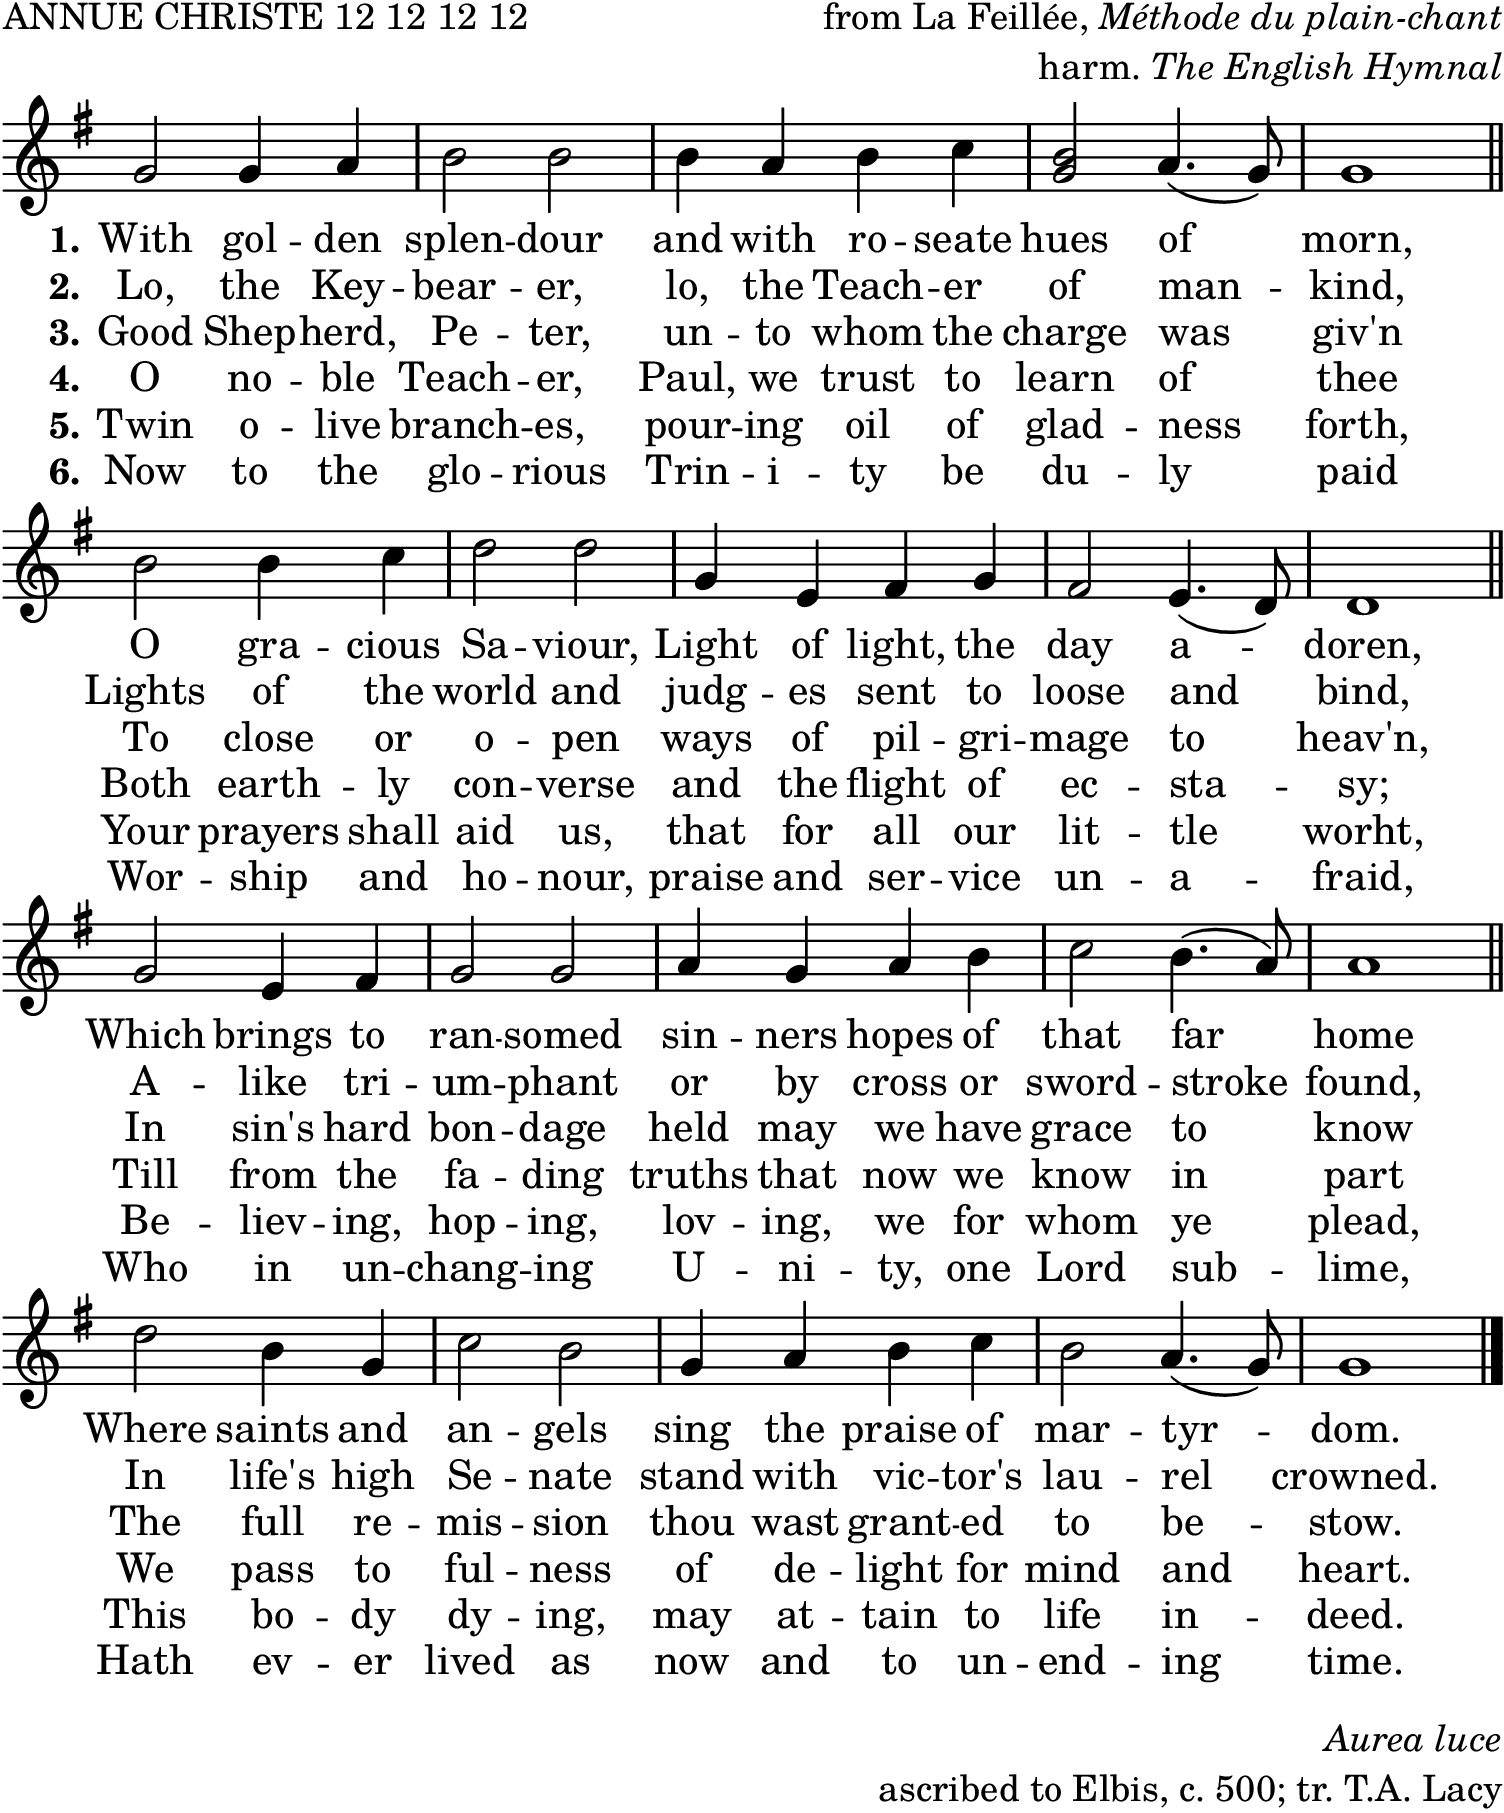 ANNUE CHRISTE 12 12 12 12
from La Feillée, Méthode du plain-chant
harm. The English Hymnal
1. With gol - den splen - dour and with ro - seate hues of morn,
2. Lo, the Key - bear - er, lo, the Teach - er of man - kind,
3. Good Shep - herd, Pe - ter, un - to whom the charge was giv'n
4. O no - ble Teach - er, Paul, we trust to learn of thee
5. Twin o - live branch - es, pour - ing oil of glad - ness forth,
6. Now to the glo - rious Trin - i - ty be du - ly paid
O gra - cious Sa - viour, Light of light, the day a - doren,
Lights of the world and judg - es sent to loose and bind,
To close or o - pen ways of pil - gri - mage to heav'n,
Both earth - ly con - verse and the flight of ec - sta - sy;
Your prayers shall aid us, that for all our lit - tle worht,
Wor - ship and ho - nour, praise and ser - vice un - a - fraid,
Which brings to ran - somed sin - ners hopes of that far home
A - like tri - um - phant or by cross or sword - stroke found,
In sin's hard bon - dage held may we have grace to know
Till from the fa - ding truths that now we know in part
Be - liev - ing, hop - ing, lov - ing, we for whom ye plead,
Who in un - chang - ing U - ni - ty, one Lord sub - lime,
Where saints and an - gels sing the praise of mar - tyr - dom.
In life's high Se - nate stand with vic - tor's lau - rel crowned.
The full re - mis - sion thou wast grant - ed to be - stow.
We pass to ful - ness of de - light for mind and heart.
This bo - dy dy - ing, may at - tain to life in - deed.
Hath ev - er lived as now and to un - end - ing time.
Aurea luce
ascribed to Elbis, c. 500; tr. T.A. Lacy